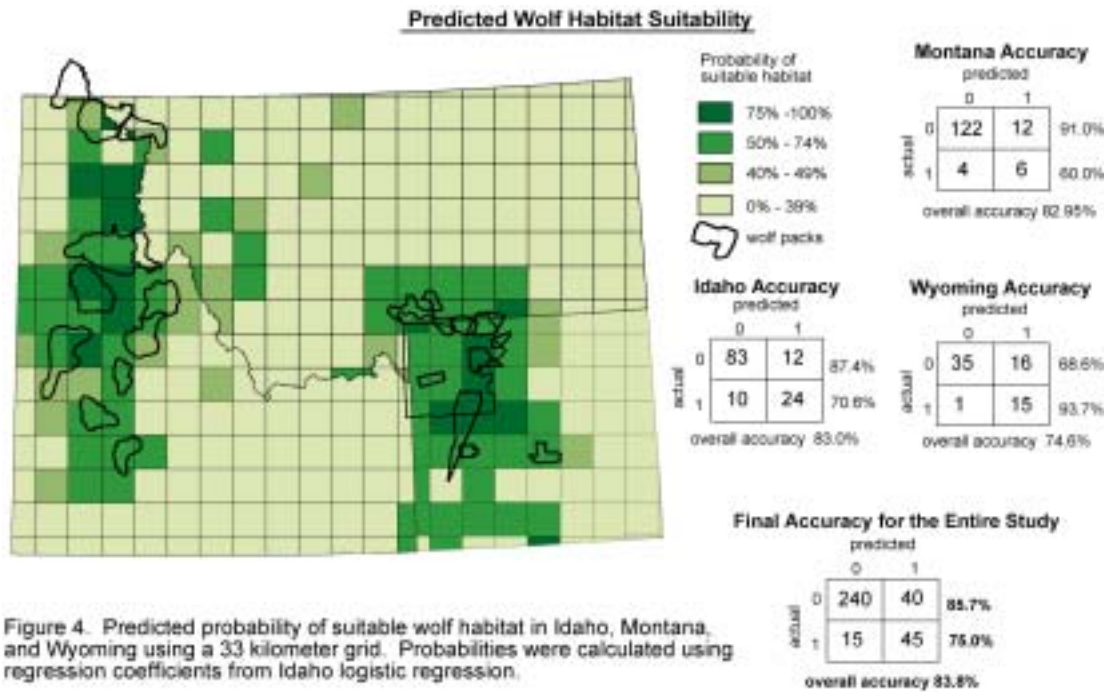 Predicted Wolf Habitat Suitability
Probability of
suitable habitat
75% -100%
50% - 74%
40% - 49%
0% - 39%
wolf packs
Montana Accuracy
predicted
0 1
actual
0 122 12 91.0%
1 4 6 60.0%
overall accuracy 82.95%
Idaho Accuracy
predicted
0 1
actual
0 83 12 87.4%
1 10 24 70.6%
overall accuracy 83.0%
Wyoming Accuracy
predicted
0 1
actual
0 35 16 68.6%
1 1 15 93.7%
overall accuracy 74.6%
Final Accuracy for the Entire Study
predicted
0 1
actual
0 240 40 85.7%
1 15 45 75.0%
overall accuracy 83.8%
Figure 4. Predicted probability of suitable wolf habitat in Idaho, Montana,
and Wyoming using a 33 kilometer grid. Probabilities were calculated using
regression coefficients from Idaho logistic regression.